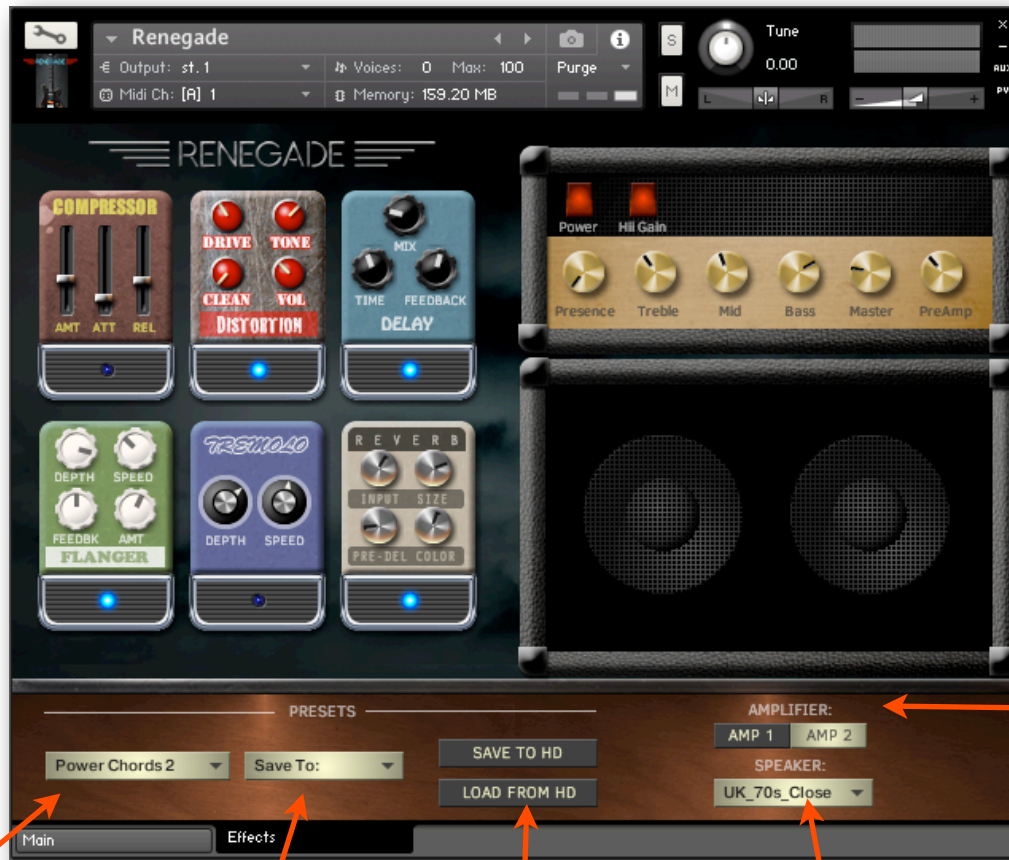 Renegade
Output: st. 1
Voices: 0 Max: 100
Purge
Midi Ch: [A] 1
Memory: 159.20 MB
S
M
Tune
0.00
L
R
-
+
×
-
AUX
PV
RENEGADE
RENEGADE
COMPRESSOR
AMT ATT REL
DRIVE TONE
CLEAN VOL
DISTORTION
MIX
TIME FEEDBACK
DELAY
Power
Hi Gain
Presence Treble Mid Bass Master PreAmp
DEPTH SPEED
FEEDBK AMT
FLANGER
TREMOLO
DEPTH SPEED
REVERB
INPUT SIZE
PRE-DEL COLOR
PRESETS
Power Chords 2
Save To:
SAVE TO HD
LOAD FROM HD
AMPLIFIER:
AMP 1 AMP 2
SPEAKER:
UK_70s_Close
Main
Effects